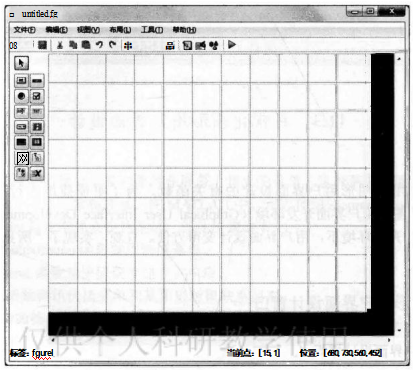 untitled.fig
文件(F) 编辑(E) 视图(V) 布局(L) 工具(T) 帮助(H)
仅供个人科研教学使用
标签: figure1 当前点: [15, 1] 位置: [680, 730, 560, 452]